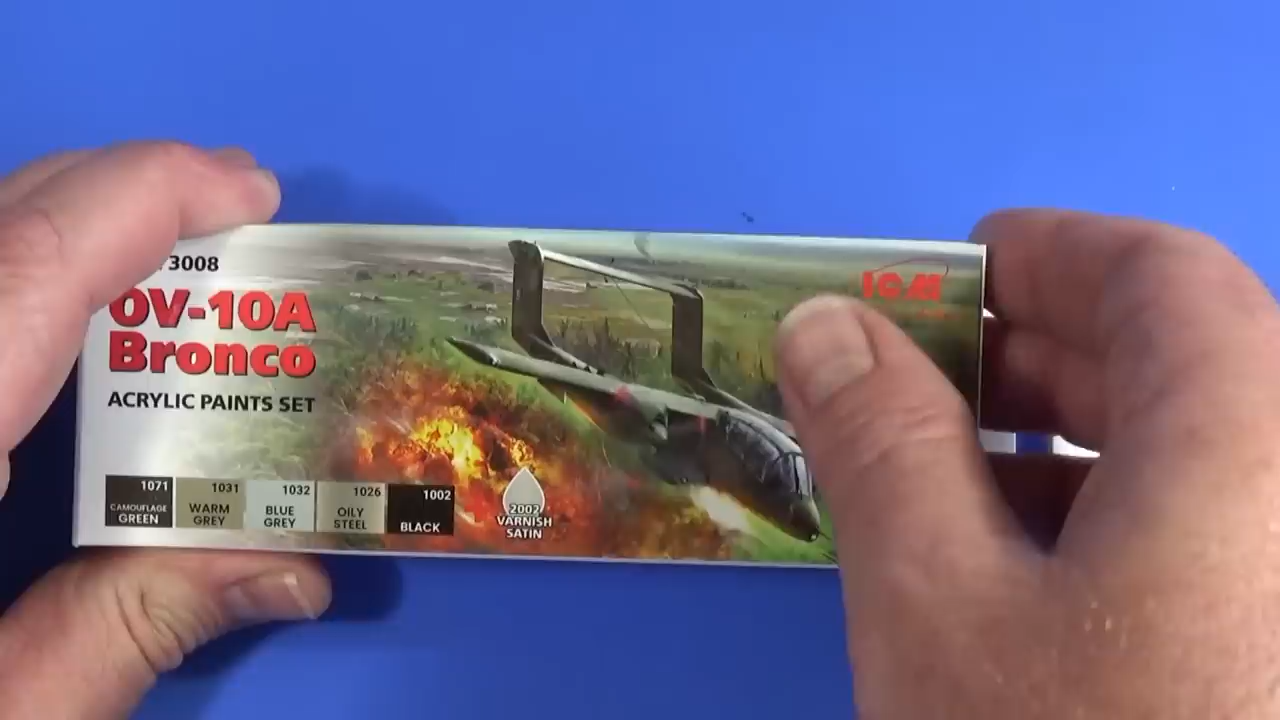 3008
ICM
OV-10A
Bronco
ACRYLIC PAINTS SET
1071
CAMOUFLAGE
GREEN
1031
WARM
GREY
1032
BLUE
GREY
1026
OILY
STEEL
1002
BLACK
2002
VARNISH
SATIN